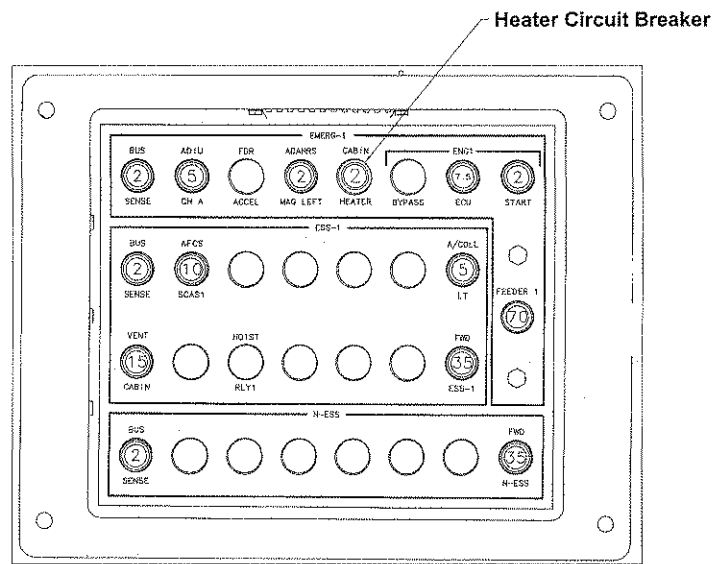 Heater Circuit Breaker
EMERG-1
BUS ADIU FDR ADAHRS CABIN ENG1
2 5 2 2 7.5 2
SENSE CH A ACCEL MAG LEFT HEATER BYPASS ECU START
ESS-1
BUS AFCS A/COLL
2 10 5
SENSE SCAS1 LT
FEEDER 1
70
VENT HOIST FWD
15 35
CABIN RLY1 ESS-1
N-ESS
BUS FWD
2 35
SENSE N-ESS